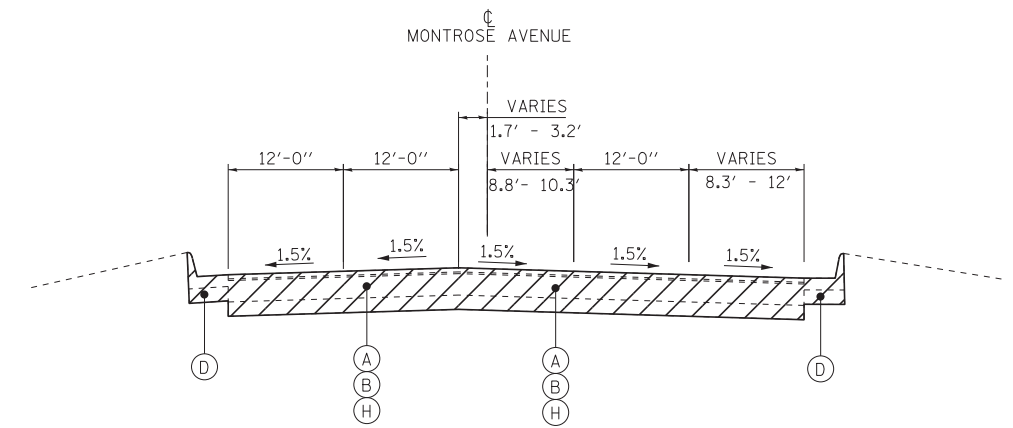 ℄
MONTROSE AVENUE
VARIES
1.7' - 3.2'
12'-0'' 12'-0'' VARIES 12'-0'' VARIES
8.8'- 10.3' 8.3' - 12'
1.5% 1.5% 1.5% 1.5% 1.5%
D A A D
B B
H H